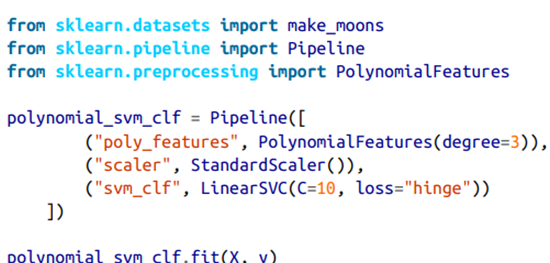 from sklearn.datasets import make_moons
from sklearn.pipeline import Pipeline
from sklearn.preprocessing import PolynomialFeatures
polynomial_svm_clf = Pipeline([
("poly_features", PolynomialFeatures(degree=3)),
("scaler", StandardScaler()),
("svm_clf", LinearSVC(C=10, loss="hinge"))
])
polynomial_svm_clf.fit(X, y)